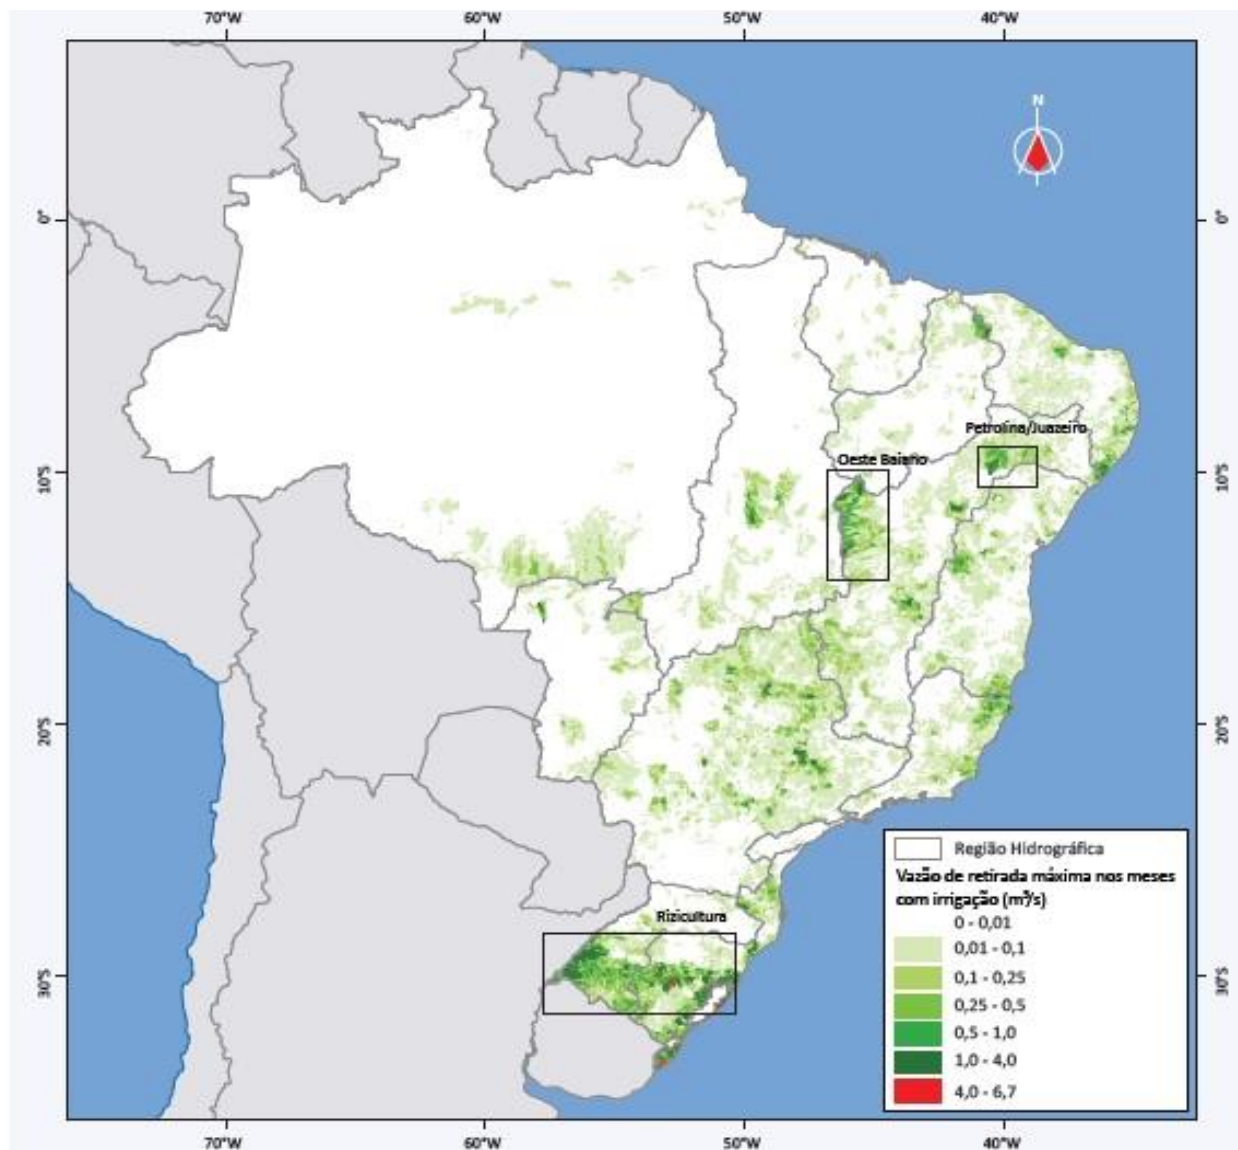 70°W 60°W 50°W 40°W
N
0° 0°
Petrolina/Juazeiro
Oeste Baiano
10°S 10°S
20°S 20°S
Região Hidrográfica
Vazão de retirada máxima nos meses
com irrigação (m³/s)
0 - 0,01
Rizicultura
0,01 - 0,1
0,1 - 0,25
30°S 30°S
0,25 - 0,5
0,5 - 1,0
1,0 - 4,0
4,0 - 6,7
70°W 60°W 50°W 40°W